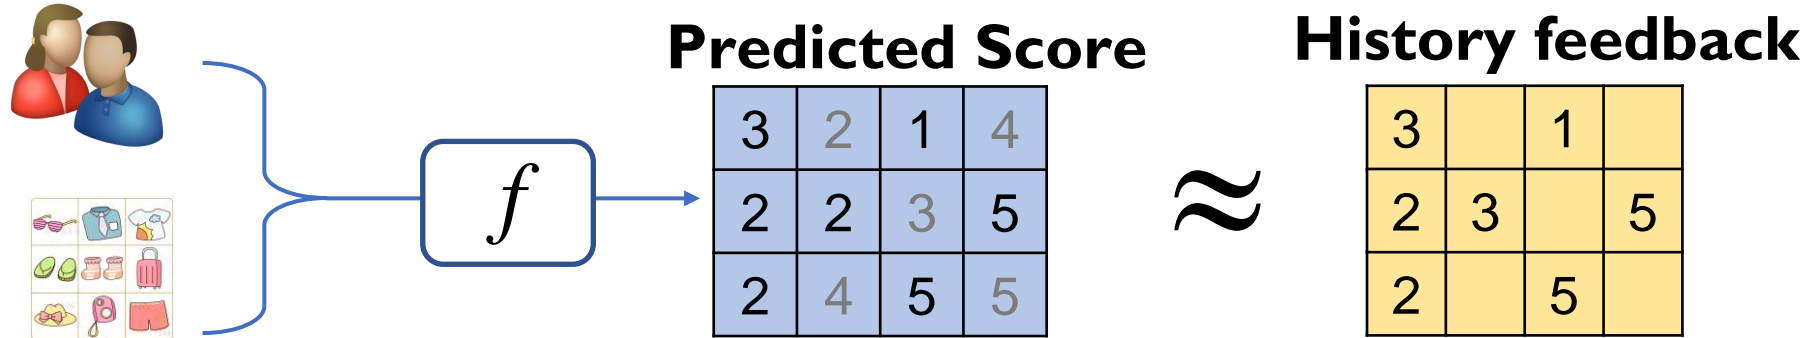 Predicted Score
History feedback
f
3 2 1 4
2 2 3 5
2 4 5 5
≈
3 1
2 3 5
2 5